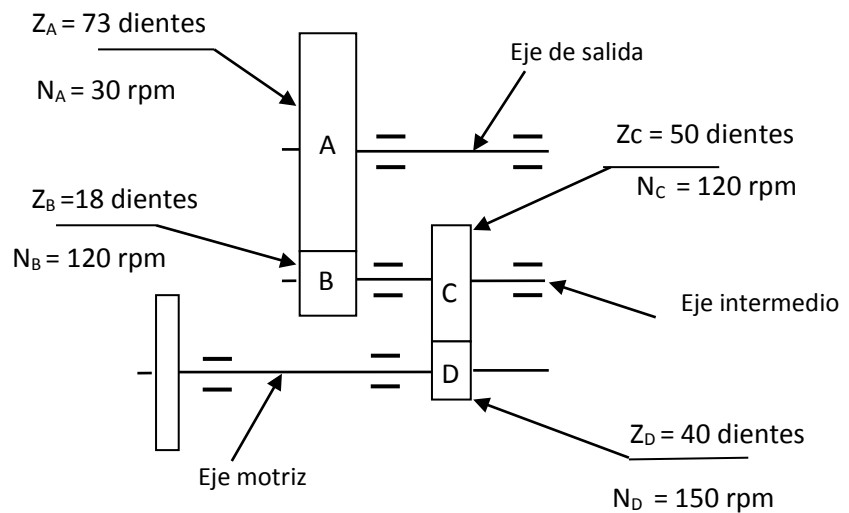 Z_A = 73 dientes
N_A = 30 rpm
Eje de salida
A
Zc = 50 dientes
N_C = 120 rpm
Z_B =18 dientes
N_B = 120 rpm
B
C
Eje intermedio
D
Z_D = 40 dientes
N_D = 150 rpm
Eje motriz